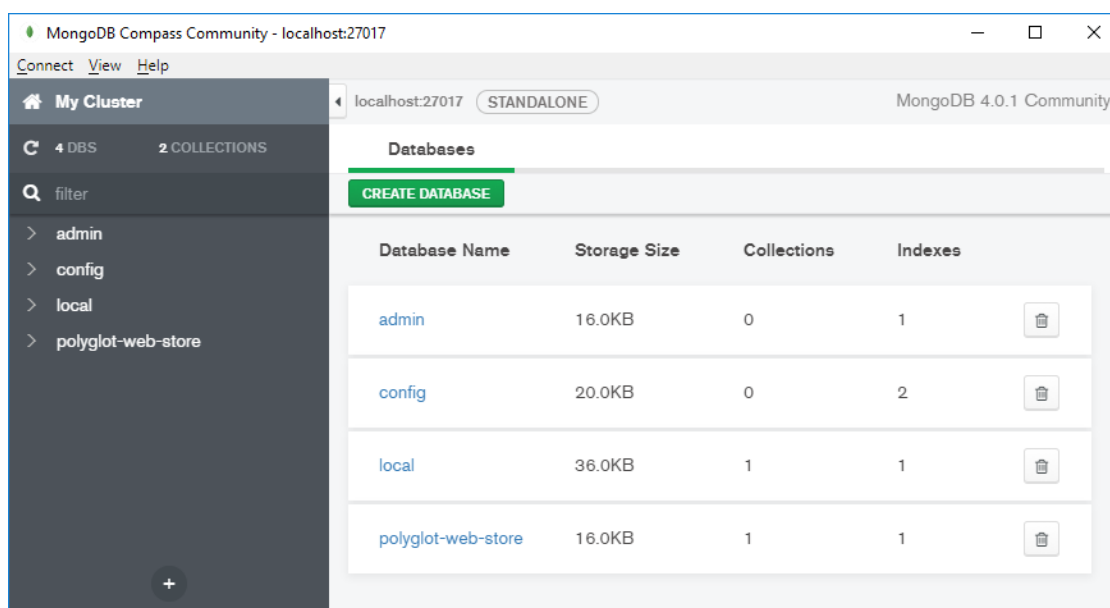 MongoDB Compass Community - localhost:27017
Connect View Help
My Cluster
4 DBS 2 COLLECTIONS
filter
admin
config
local
polyglot-web-store
localhost:27017 STANDALONE MongoDB 4.0.1 Community
Databases
CREATE DATABASE
Database Name Storage Size Collections Indexes
admin 16.0KB 0 1
config 20.0KB 0 2
local 36.0KB 1 1
polyglot-web-store 16.0KB 1 1